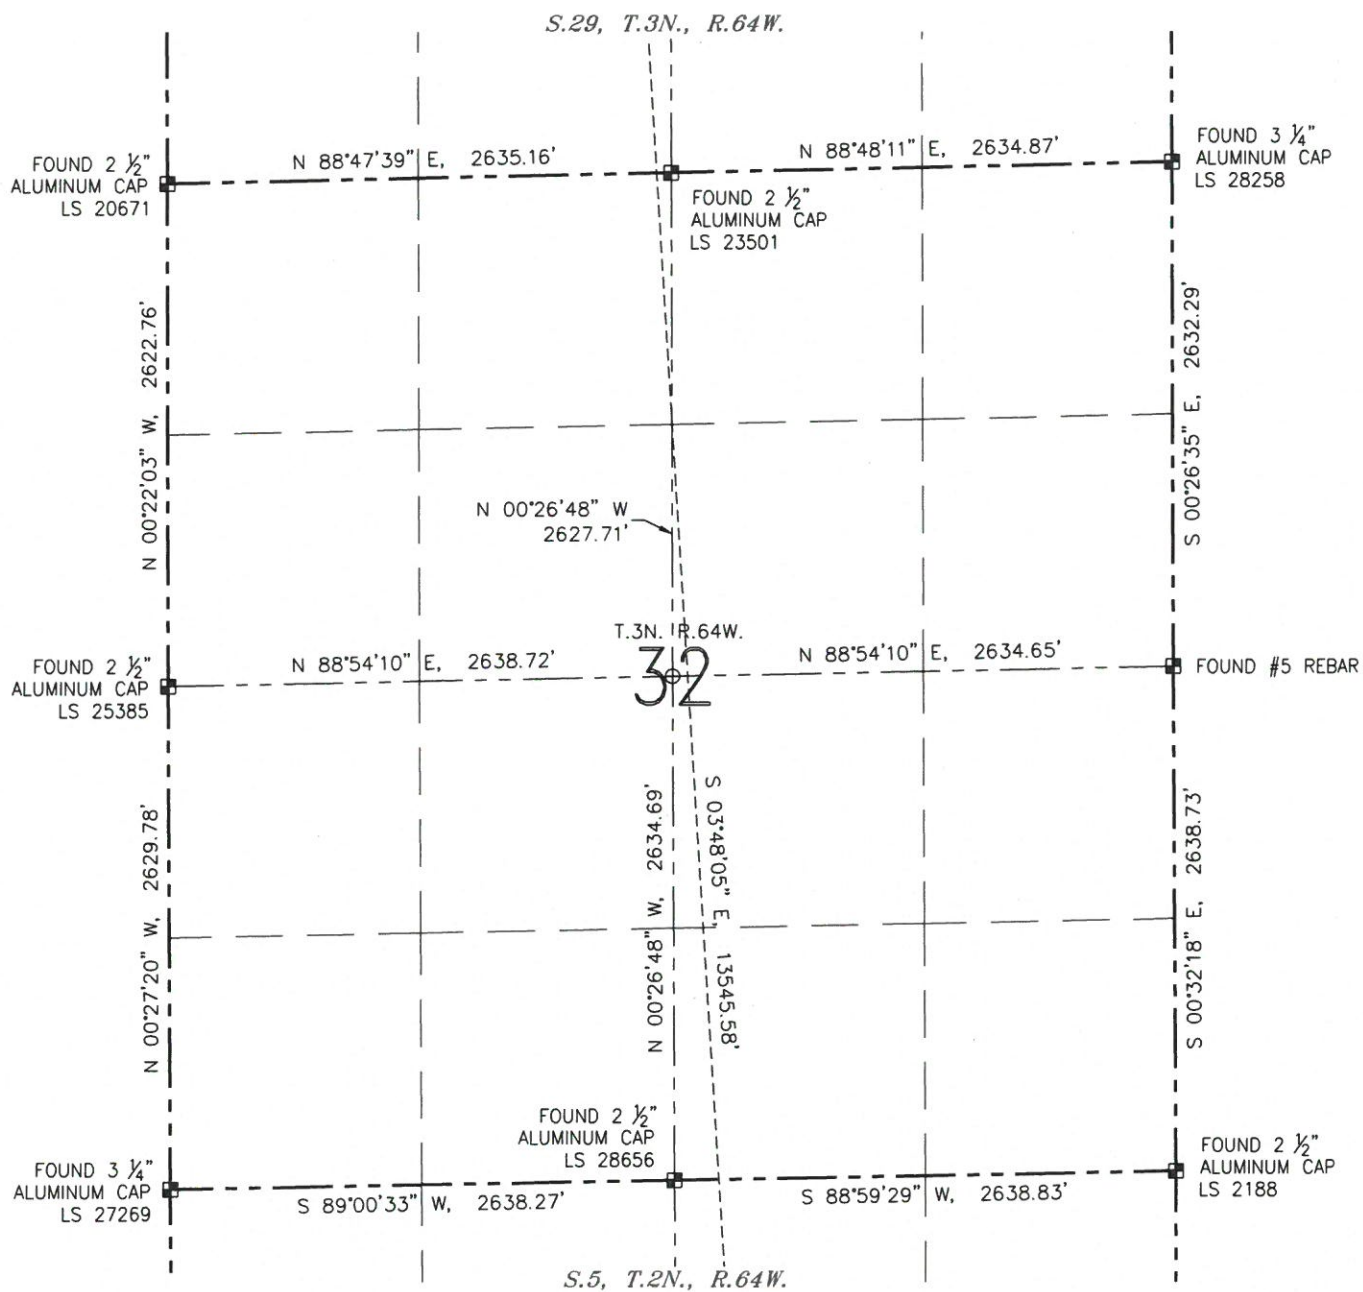 S.29, T.3N., R.64W.
FOUND 2 ½"
ALUMINUM CAP
LS 20671
N 88°47'39" E, 2635.16'
N 88°48'11" E, 2634.87'
FOUND 3 ¼"
ALUMINUM CAP
LS 28258
FOUND 2 ½"
ALUMINUM CAP
LS 23501
N 00°22'03" W, 2622.76'
S 00°26'35" E, 2632.29'
N 00°26'48" W
2627.71'
T.3N. R.64W.
32
FOUND 2 ½"
ALUMINUM CAP
LS 25385
N 88°54'10" E, 2638.72'
N 88°54'10" E, 2634.65'
FOUND #5 REBAR
N 00°27'20" W, 2629.78'
N 00°26'48" W, 2634.69'
S 03°48'05" E, 13545.58'
S 00°32'18" E, 2638.73'
FOUND 2 ½"
ALUMINUM CAP
LS 28656
FOUND 3 ¼"
ALUMINUM CAP
LS 27269
S 89°00'33" W, 2638.27'
S 88°59'29" W, 2638.83'
FOUND 2 ½"
ALUMINUM CAP
LS 2188
S.5, T.2N., R.64W.